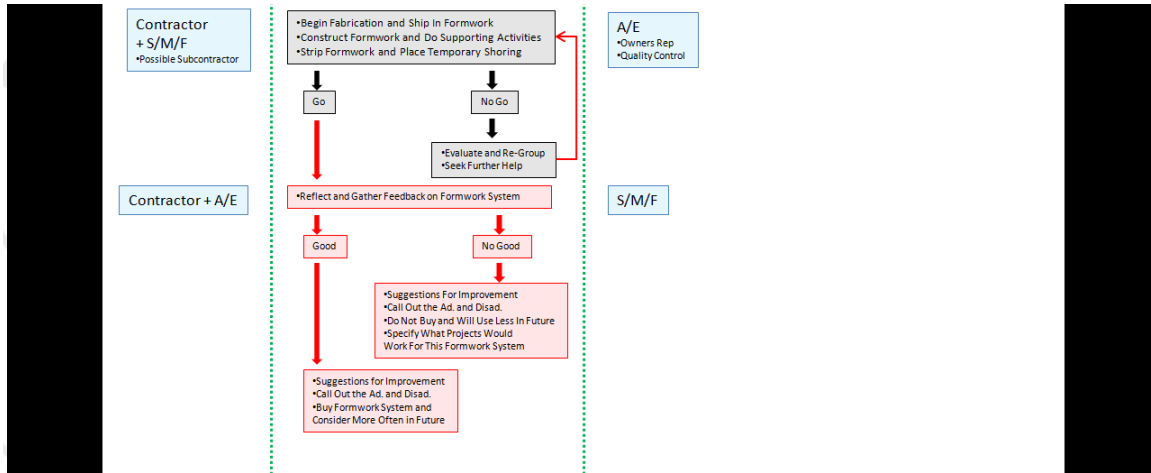 Contractor
+ S/M/F
•Possible Subcontractor
•Begin Fabrication and Ship In Formwork
•Construct Formwork and Do Supporting Activities
•Strip Formwork and Place Temporary Shoring
A/E
•Owners Rep
•Quality Control
Go
No Go
•Evaluate and Re-Group
•Seek Further Help
Contractor + A/E
•Reflect and Gather Feedback on Formwork System
S/M/F
Good
No Good
•Suggestions For Improvement
•Call Out the Ad. and Disad.
•Do Not Buy and Will Use Less In Future
•Specify What Projects Would
Work For This Formwork System
•Suggestions for Improvement
•Call Out the Ad. and Disad.
•Buy Formwork System and
Consider More Often in Future